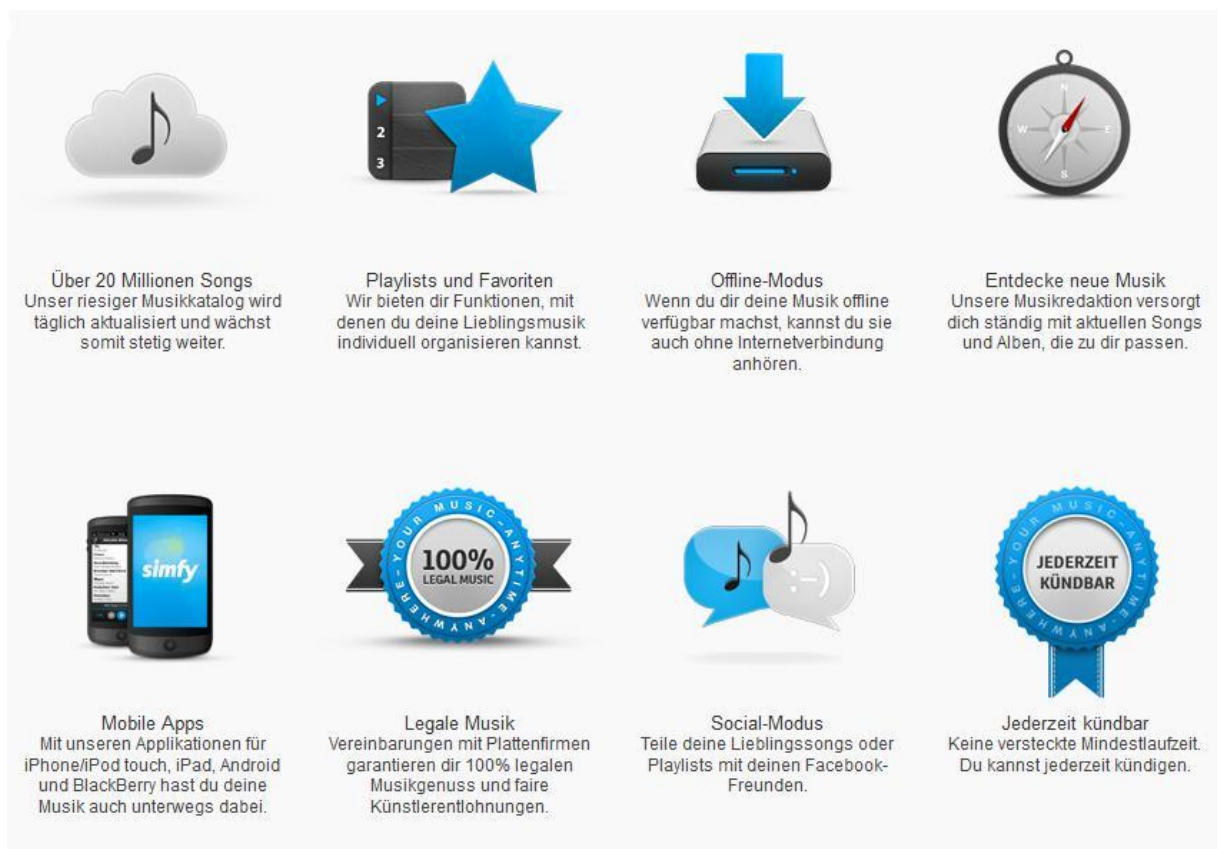 N
W
E
S
2
3
Über 20 Millionen Songs
Unser riesiger Musikkatalog wird
täglich aktualisiert und wächst
somit stetig weiter.
Playlists und Favoriten
Wir bieten dir Funktionen, mit
denen du deine Lieblingsmusik
individuell organisieren kannst.
Offline-Modus
Wenn du dir deine Musik offline
verfügbar machst, kannst du sie
auch ohne Internetverbindung
anhören.
Entdecke neue Musik
Unsere Musikredaktion versorgt
dich ständig mit aktuellen Songs
und Alben, die zu dir passen.
simfy
YOUR MUSIC-ANYTIME-ANYWHERE-
100%
LEGAL MUSIC
:-)
YOUR MUSIC-ANYTIME-ANYWHERE-
JEDERZEIT
KÜNDBAR
Mobile Apps
Mit unseren Applikationen für
iPhone/iPod touch, iPad, Android
und BlackBerry hast du deine
Musik auch unterwegs dabei.
Legale Musik
Vereinbarungen mit Plattenfirmen
garantieren dir 100% legalen
Musikgenuss und faire
Künstlerentlohnungen.
Social-Modus
Teile deine Lieblingssongs oder
Playlists mit deinen Facebook-
Freunden.
Jederzeit kündbar
Keine versteckte Mindestlaufzeit.
Du kannst jederzeit kündigen.